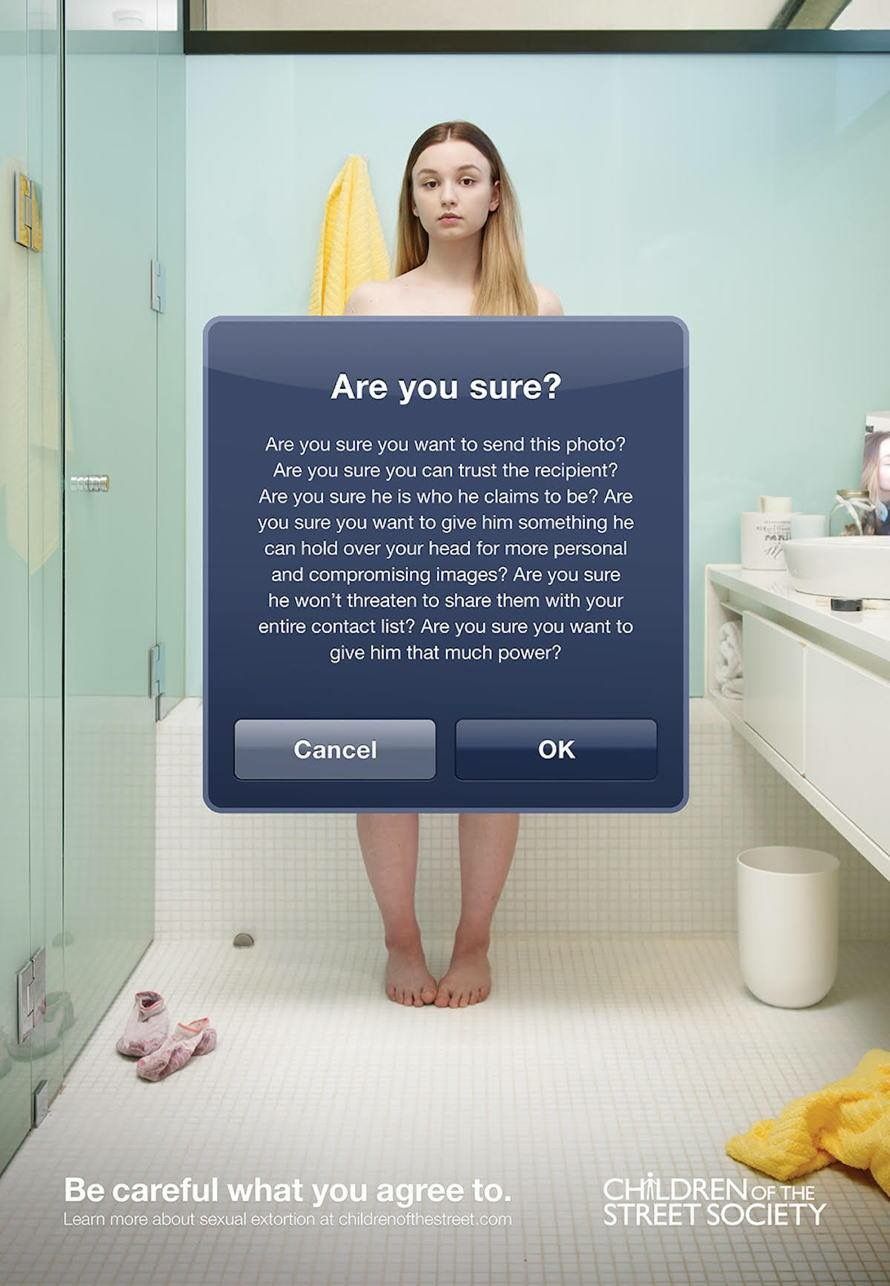 Are you sure?
Are you sure you want to send this photo?
Are you sure you can trust the recipient?
Are you sure he is who he claims to be? Are
you sure you want to give him something he
can hold over your head for more personal
and compromising images? Are you sure
he won't threaten to share them with your
entire contact list? Are you sure you want to
give him that much power?
Cancel
OK
Be careful what you agree to.
Learn more about sexual extortion at childrenofthestreet.com
CHiLDREN OF THE
STREET SOCIETY